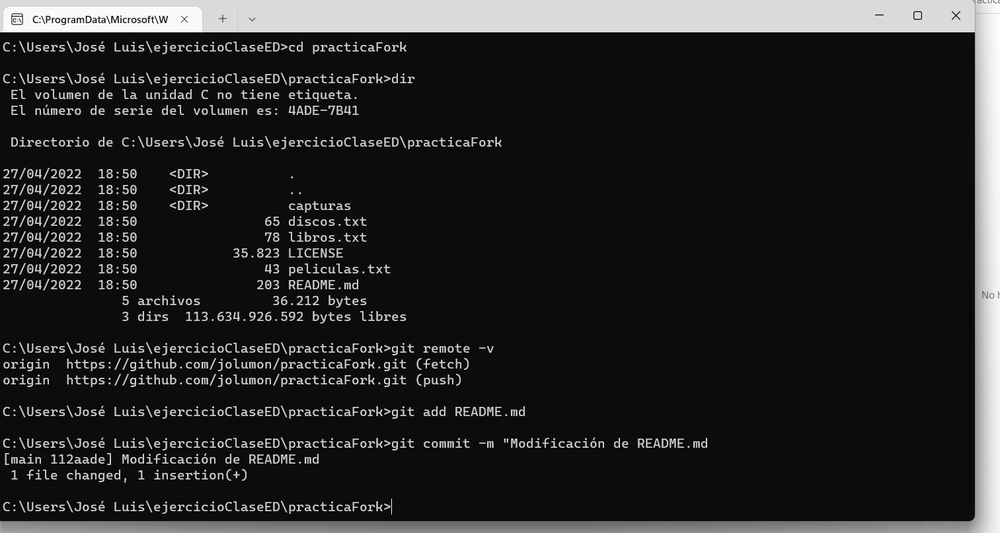 C:\ProgramData\Microsoft\W
C:\Users\José Luis\ejercicioClaseED>cd practicaFork
C:\Users\José Luis\ejercicioClaseED\practicaFork>dir
El volumen de la unidad C no tiene etiqueta.
El número de serie del volumen es: 4ADE-7B41
Directorio de C:\Users\José Luis\ejercicioClaseED\practicaFork
27/04/2022  18:50    <DIR>          .
27/04/2022  18:50    <DIR>          ..
27/04/2022  18:50    <DIR>          capturas
27/04/2022  18:50                65 discos.txt
27/04/2022  18:50                78 libros.txt
27/04/2022  18:50            35.823 LICENSE
27/04/2022  18:50                43 peliculas.txt
27/04/2022  18:50               203 README.md
5 archivos         36.212 bytes
3 dirs  113.634.926.592 bytes libres
C:\Users\José Luis\ejercicioClaseED\practicaFork>git remote -v
origin  https://github.com/jolumon/practicaFork.git (fetch)
origin  https://github.com/jolumon/practicaFork.git (push)
C:\Users\José Luis\ejercicioClaseED\practicaFork>git add README.md
C:\Users\José Luis\ejercicioClaseED\practicaFork>git commit -m "Modificación de README.md
[main 112aade] Modificación de README.md
1 file changed, 1 insertion(+)
C:\Users\José Luis\ejercicioClaseED\practicaFork>
No